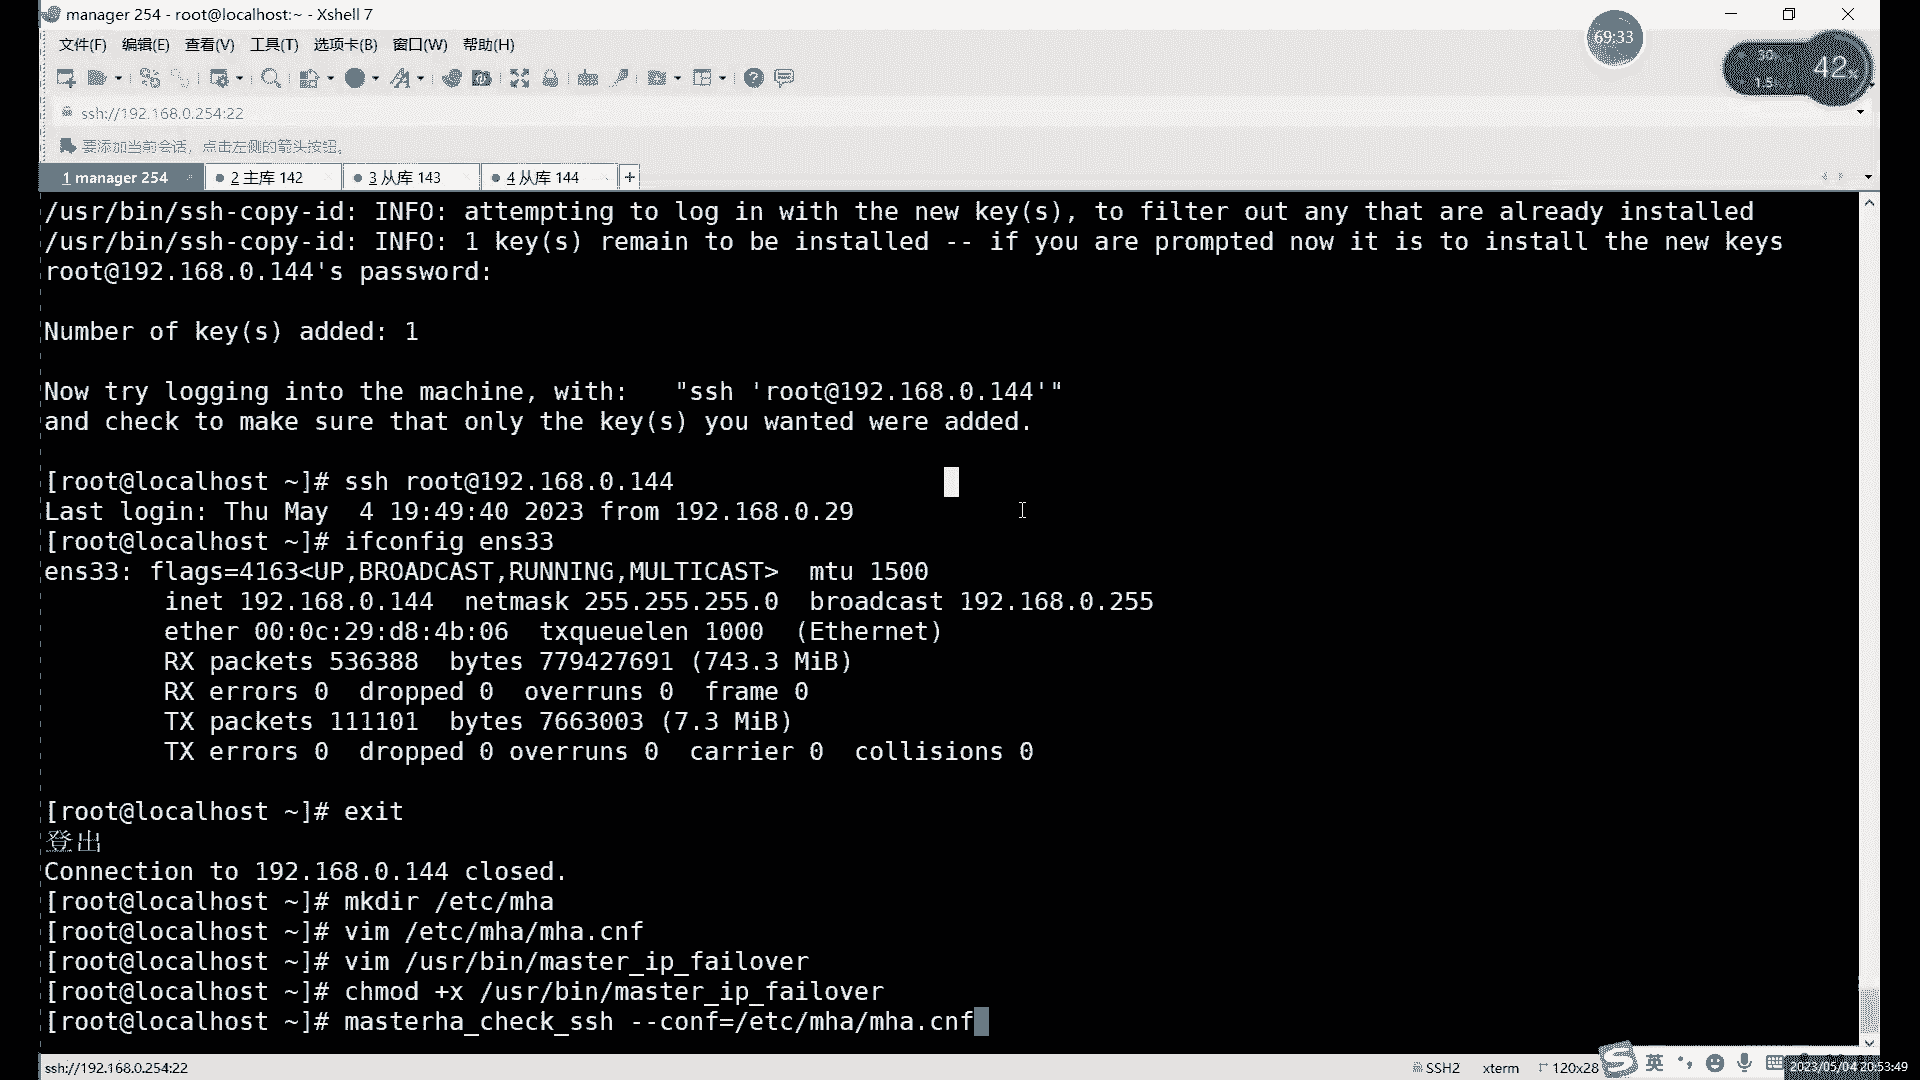 manager 254 - root@localhost:~ - Xshell 7
69:33
文件(F) 编辑(E) 查看(V) 工具(T) 选项卡(B) 窗口(W) 帮助(H)
42%
ssh://192.168.0.254:22
要添加当前会话，点击左侧的箭头按钮。
1 manager 254
2 主库 142
3 从库 143
4 从库 144
/usr/bin/ssh-copy-id: INFO: attempting to log in with the new key(s), to filter out any that are already installed
/usr/bin/ssh-copy-id: INFO: 1 key(s) remain to be installed -- if you are prompted now it is to install the new keys
root@192.168.0.144's password:
Number of key(s) added: 1
Now try logging into the machine, with:   "ssh 'root@192.168.0.144'"
and check to make sure that only the key(s) you wanted were added.
[root@localhost ~]# ssh root@192.168.0.144
Last login: Thu May  4 19:49:40 2023 from 192.168.0.29
[root@localhost ~]# ifconfig ens33
ens33: flags=4163<UP,BROADCAST,RUNNING,MULTICAST>  mtu 1500
        inet 192.168.0.144  netmask 255.255.255.0  broadcast 192.168.0.255
        ether 00:0c:29:d8:4b:06  txqueuelen 1000  (Ethernet)
        RX packets 536388  bytes 779427691 (743.3 MiB)
        RX errors 0  dropped 0  overruns 0  frame 0
        TX packets 111101  bytes 7663003 (7.3 MiB)
        TX errors 0  dropped 0 overruns 0  carrier 0  collisions 0
[root@localhost ~]# exit
登出
Connection to 192.168.0.144 closed.
[root@localhost ~]# mkdir /etc/mha
[root@localhost ~]# vim /etc/mha/mha.cnf
[root@localhost ~]# vim /usr/bin/master_ip_failover
[root@localhost ~]# chmod +x /usr/bin/master_ip_failover
[root@localhost ~]# masterha_check_ssh --conf=/etc/mha/mha.cnf
ssh://192.168.0.254:22
SSH2
xterm
120x28
英
2023/05/04 20:53:49